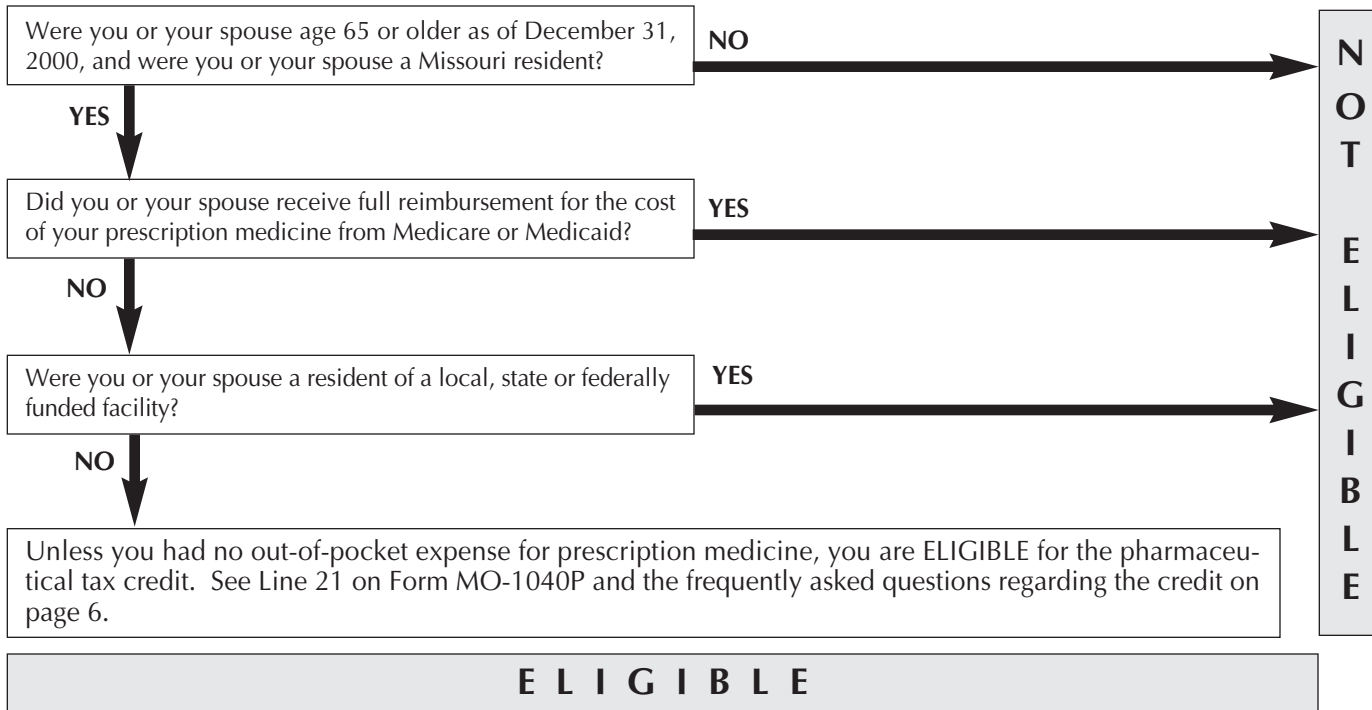 Were you or your spouse age 65 or older as of December 31,
2000, and were you or your spouse a Missouri resident?
NO
YES
Did you or your spouse receive full reimbursement for the cost
of your prescription medicine from Medicare or Medicaid?
YES
NO
Were you or your spouse a resident of a local, state or federally
funded facility?
YES
NO
Unless you had no out-of-pocket expense for prescription medicine, you are ELIGIBLE for the pharmaceu-
tical tax credit. See Line 21 on Form MO-1040P and the frequently asked questions regarding the credit on
page 6.
NOT ELIGIBLE
ELIGIBLE